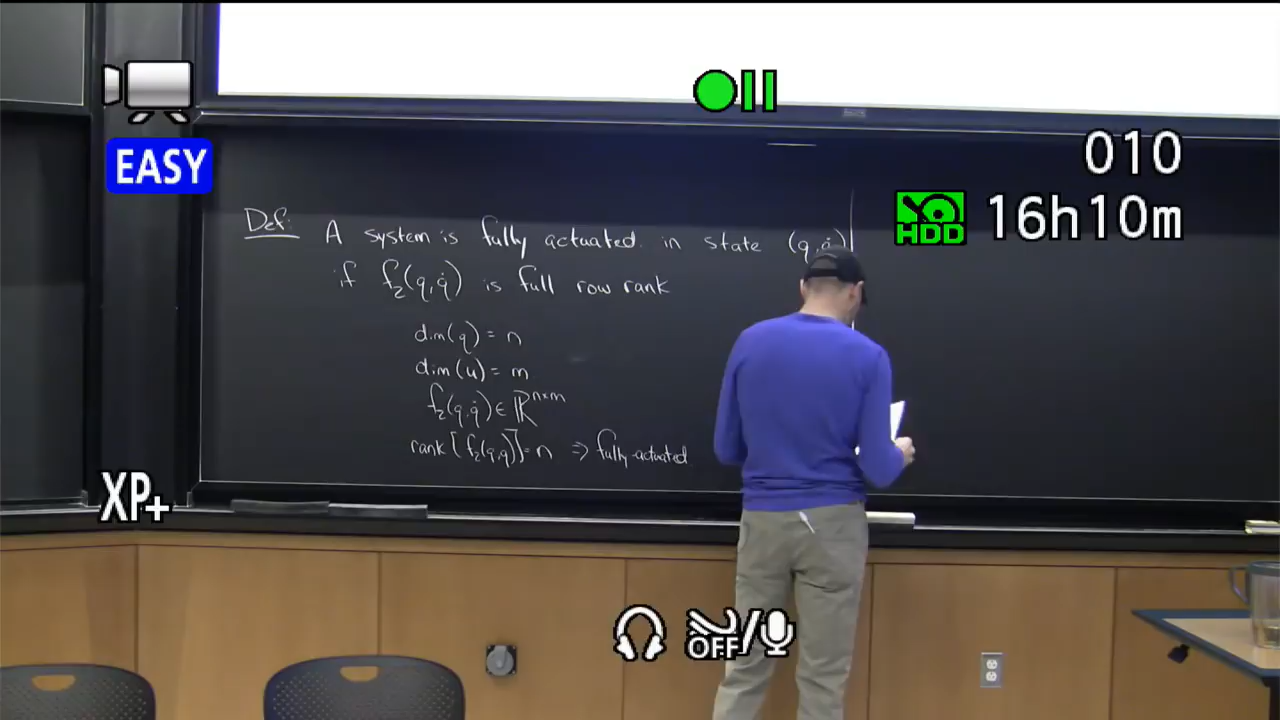 EASY
010
HDD 16h10m
Def: A system is fully actuated in state (q, q̇)
if f₂(q, q̇) is full row rank
dim(q) = n
dim(u) = m
f₂(q, q̇) ∈ ℝⁿˣᵐ
rank[f₂(q, q̇)] = n ⇒ fully-actuated
XP+
OFF/